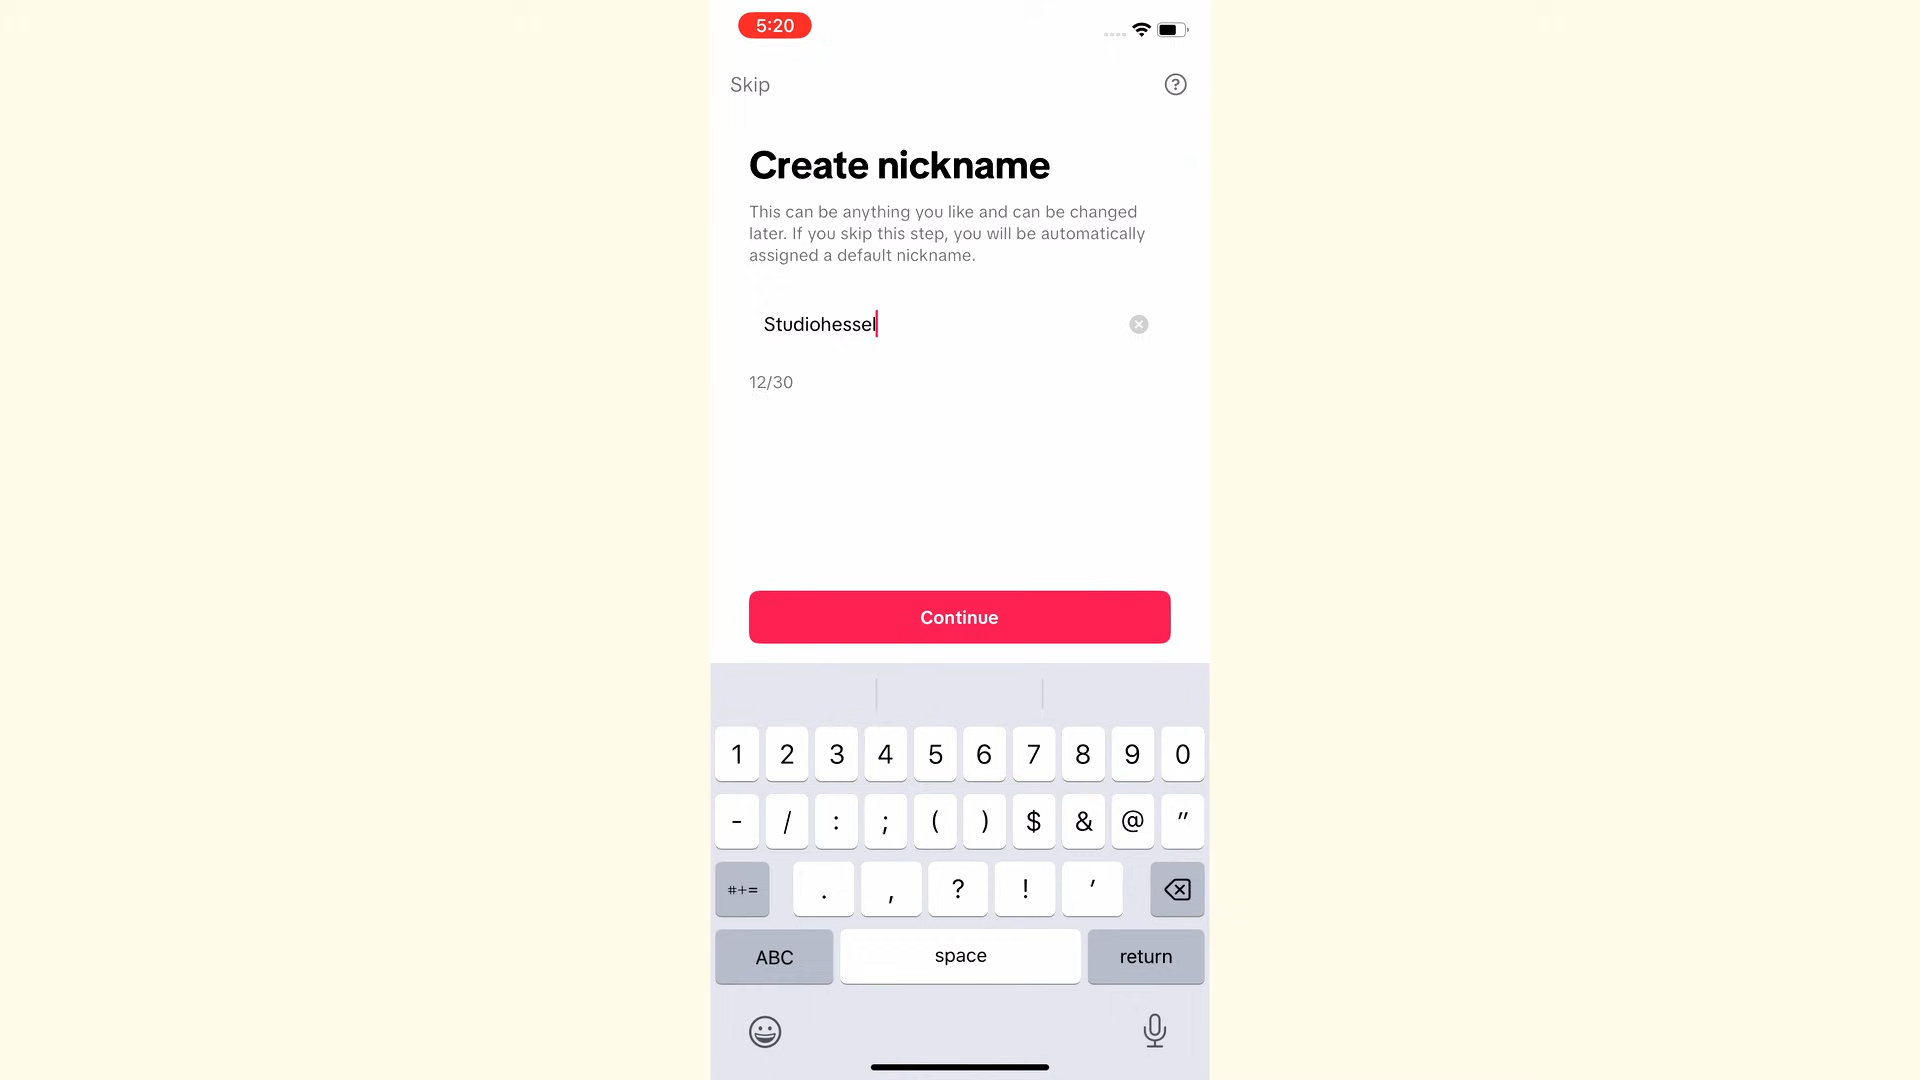 5:20
Skip
?
Create nickname
This can be anything you like and can be changed
later. If you skip this step, you will be automatically
assigned a default nickname.
Studiohessel
12/30
Continue
1 2 3 4 5 6 7 8 9 0
- / : ; ( ) $ & @ "
#+= . , ? ! '
ABC space return